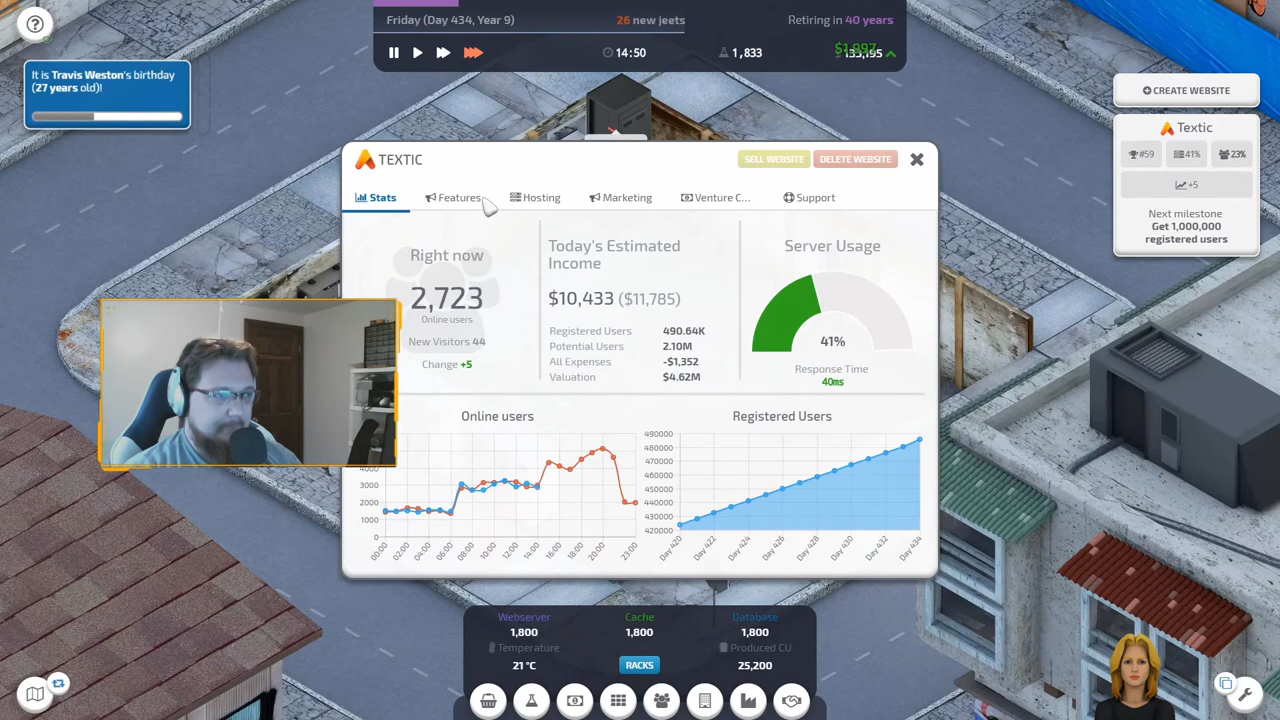 Friday (Day 434, Year 9)
26 new jeets
Retiring in 40 years
14:50
1,833
It is Travis Weston's birthday
(27 years old)!
CREATE WEBSITE
Textic
#59
41%
23%
+5
Next milestone
Get 1,000,000
registered users
TEXTIC
SELL WEBSITE
DELETE WEBSITE
Stats
Features
Hosting
Marketing
Venture C...
Support
Right now
2,723
Online users
New Visitors 44
Change +5
Today's Estimated
Income
$10,433 ($11,785)
Registered Users 490.64K
Potential Users 2.10M
All Expenses -$1,352
Valuation $4.62M
Server Usage
41%
Response Time
40ms
Online users
4000
3000
2000
1000
0
00:00
02:00
04:00
06:00
08:00
10:00
12:00
14:00
16:00
18:00
20:00
23:00
Registered Users
490000
480000
470000
460000
450000
440000
430000
420000
Day 420
Day 422
Day 424
Day 426
Day 428
Day 430
Day 432
Day 434
Webserver
1,800
Cache
1,800
Database
1,800
Temperature
21 °C
RACKS
Produced CU
25,200